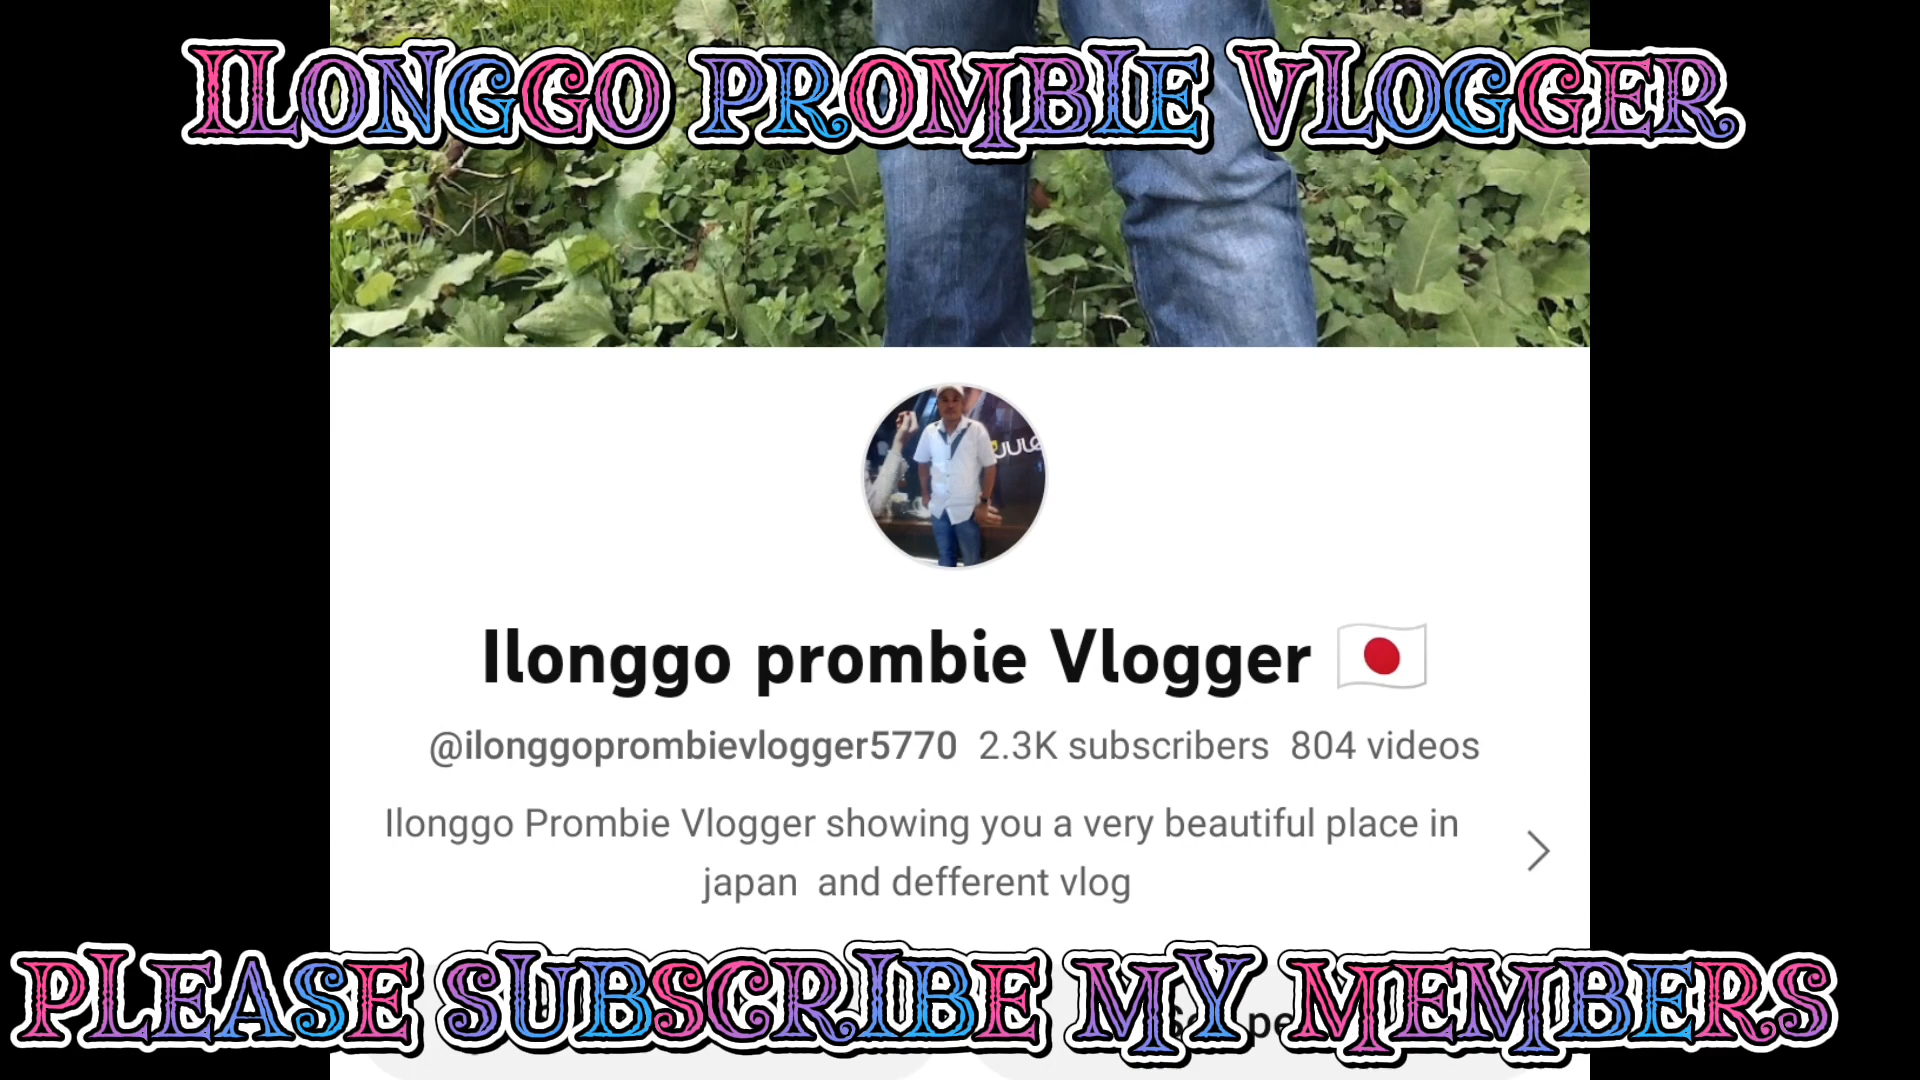 ILONGGO PROMBIE VLOGGER
Ilonggo prombie Vlogger
@ilonggoprombievlogger5770 2.3K subscribers 804 videos
Ilonggo Prombie Vlogger showing you a very beautiful place in
japan and defferent vlog
PLEASE SUBSCRIBE MY MEMBERS